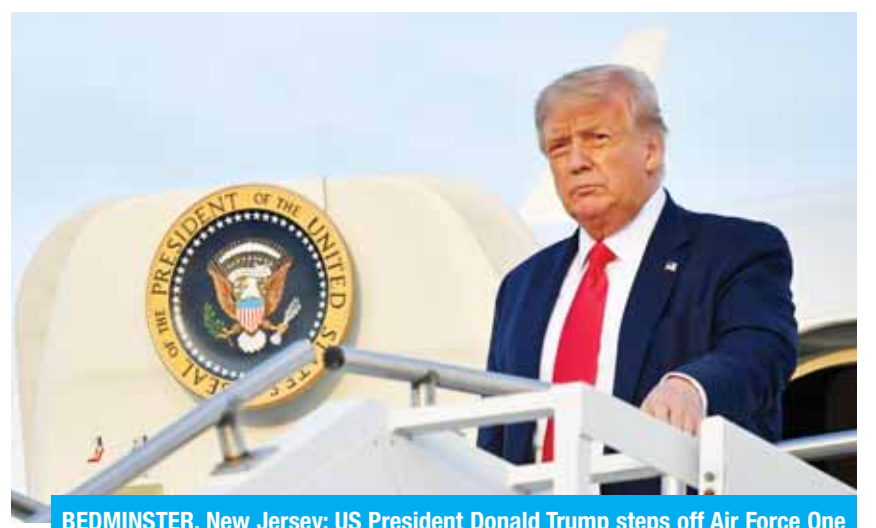 SEAL OF THE PRESIDENT OF THE UNITED STATES
BEDMINSTER, New Jersey: US President Donald Trump steps off Air Force One